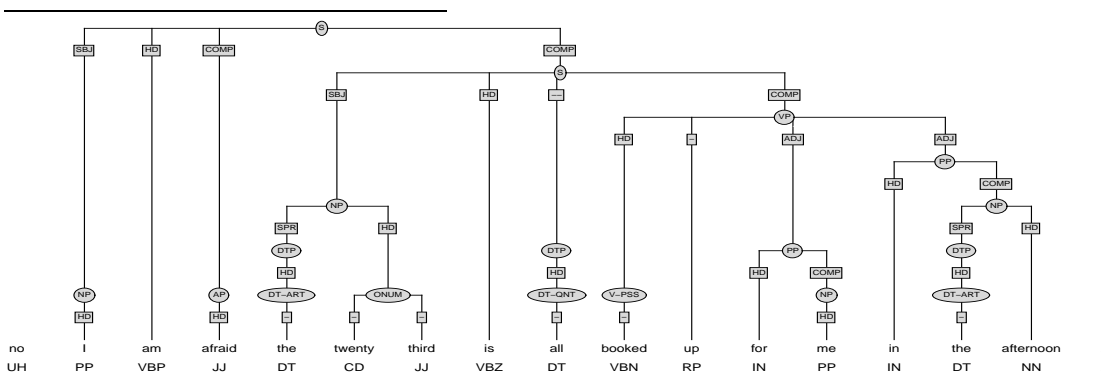 S
SBJ HD COMP COMP
S
SBJ HD –– COMP
VP
HD – ADJ ADJ
PP
HD COMP
NP NP
SPR HD SPR HD
DTP DTP PP DTP
HD HD HD COMP HD
NP AP DT–ART ONUM DT–QNT V–PSS NP DT–ART
HD HD – – – – – HD –
no I am afraid the twenty third is all booked up for me in the afternoon
UH PP VBP JJ DT CD JJ VBZ DT VBN RP IN PP IN DT NN